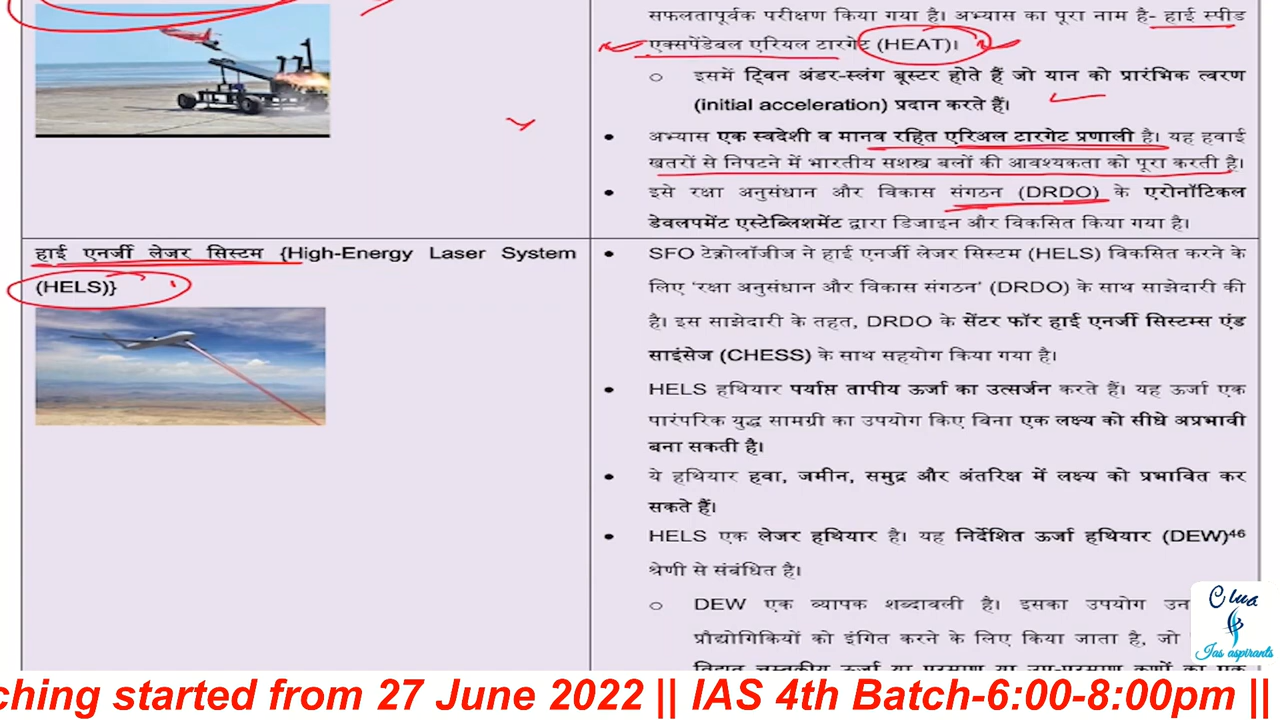 सफलतापूर्वक परीक्षण किया गया है। अभ्यास का पूरा नाम है- हाई स्पीड
एक्सपेंडेबल एरियल टारगेट (HEAT)।
o इसमें ट्विन अंडर-स्लंग बूस्टर होते हैं जो यान को प्रारंभिक त्वरण
(initial acceleration) प्रदान करते हैं।
• अभ्यास एक स्वदेशी व मानव रहित एरिअल टारगेट प्रणाली है। यह हवाई
खतरों से निपटने में भारतीय सशस्त्र बलों की आवश्यकता को पूरा करती है।
• इसे रक्षा अनुसंधान और विकास संगठन (DRDO) के एरोनॉटिकल
डेवलपमेंट एस्टेब्लिशमेंट द्वारा डिजाइन और विकसित किया गया है।
हाई एनर्जी लेजर सिस्टम {High-Energy Laser System
(HELS)}
• SFO टेक्नोलॉजीज ने हाई एनर्जी लेजर सिस्टम (HELS) विकसित करने के
लिए 'रक्षा अनुसंधान और विकास संगठन' (DRDO) के साथ साझेदारी की
है। इस साझेदारी के तहत, DRDO के सेंटर फॉर हाई एनर्जी सिस्टम्स एंड
साइंसेज (CHESS) के साथ सहयोग किया गया है।
• HELS हथियार पर्याप्त तापीय ऊर्जा का उत्सर्जन करते हैं। यह ऊर्जा एक
पारंपरिक युद्ध सामग्री का उपयोग किए बिना एक लक्ष्य को सीधे अप्रभावी
बना सकती है।
• ये हथियार हवा, जमीन, समुद्र और अंतरिक्ष में लक्ष्य को प्रभावित कर
सकते हैं।
• HELS एक लेजर हथियार है। यह निर्देशित ऊर्जा हथियार (DEW)⁴⁶
श्रेणी से संबंधित है।
o DEW एक व्यापक शब्दावली है। इसका उपयोग उन
प्रौद्योगिकियों को इंगित करने के लिए किया जाता है, जो
Ias aspirants
ching started from 27 June 2022 || IAS 4th Batch-6:00-8:00pm ||